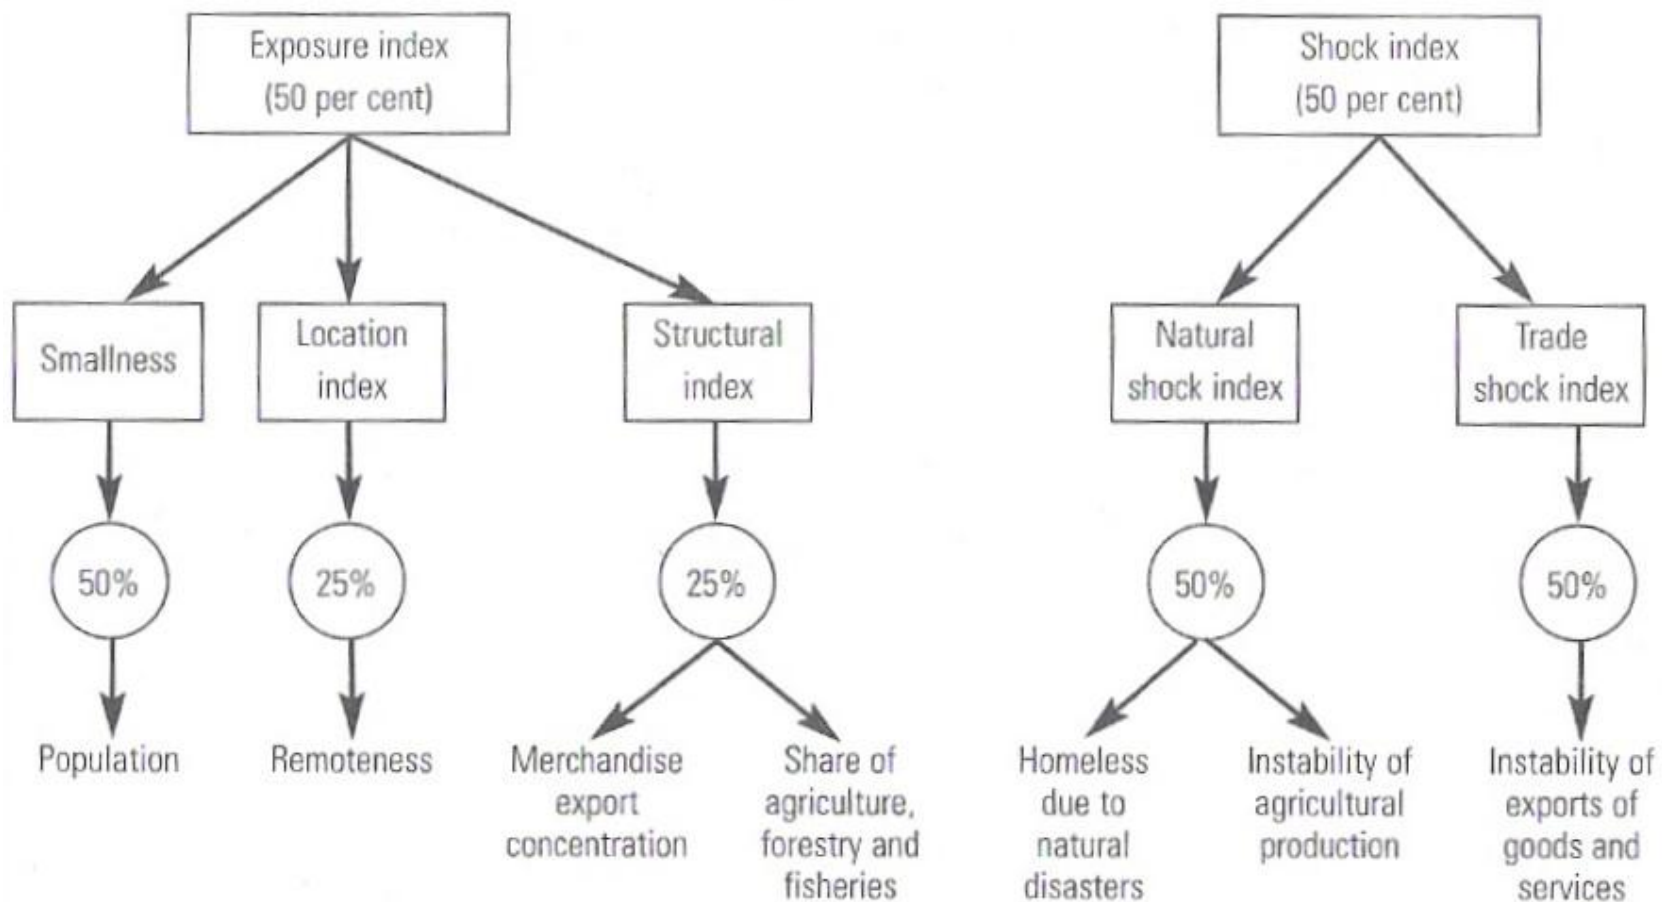 Exposure index
(50 per cent)
Shock index
(50 per cent)
Smallness
Location
index
Structural
index
Natural
shock index
Trade
shock index
50%
25%
25%
50%
50%
Population
Remoteness
Merchandise
export
concentration
Share of
agriculture,
forestry and
fisheries
Homeless
due to
natural
disasters
Instability of
agricultural
production
Instability of
exports of
goods and
services